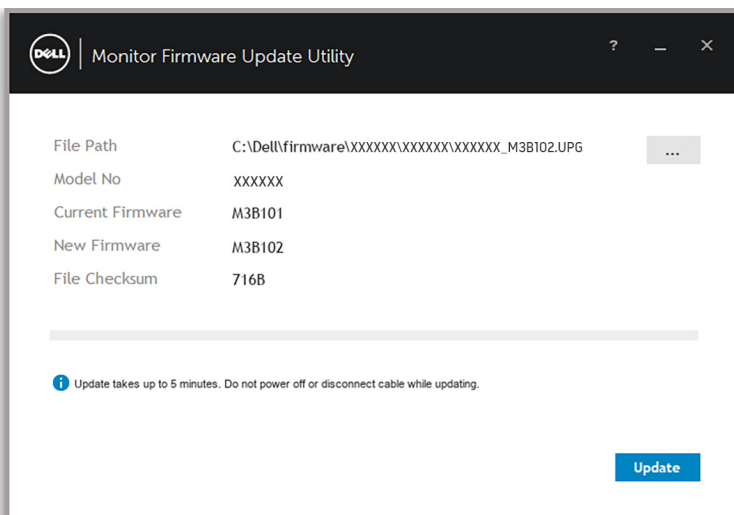 DELL Monitor Firmware Update Utility ? _ ×
File Path C:\Dell\firmware\XXXXXX\XXXXXX\XXXXXX_M3B102.UPG ...
Model No XXXXXX
Current Firmware M3B101
New Firmware M3B102
File Checksum 716B
i Update takes up to 5 minutes. Do not power off or disconnect cable while updating.
Update